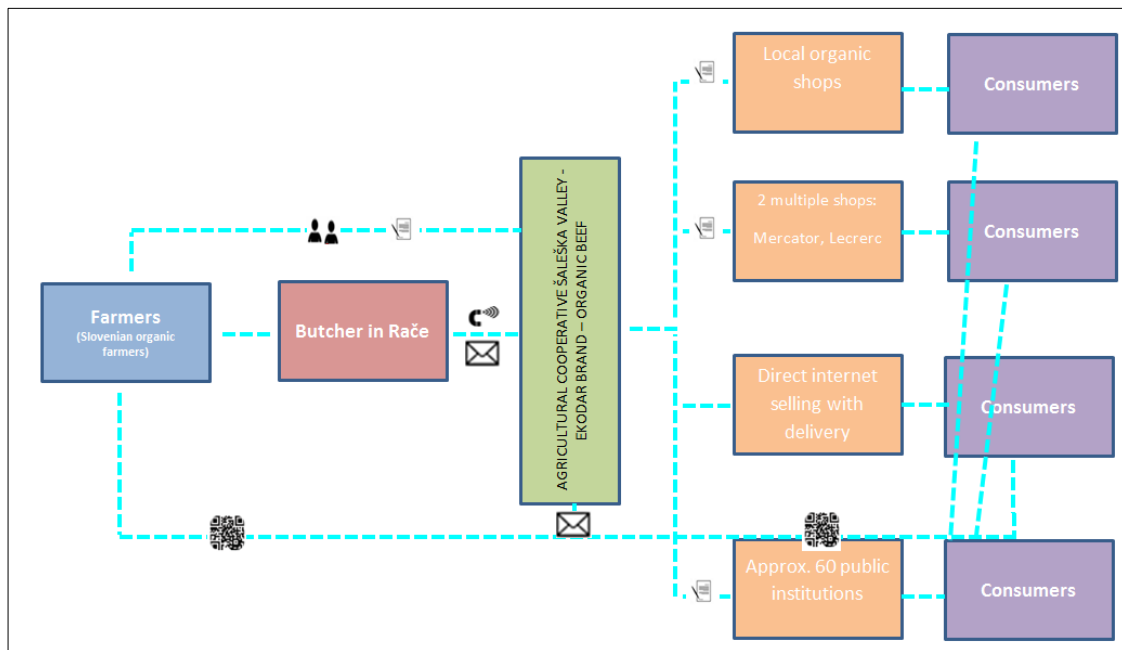 Local organic
shops
Consumers
2 multiple shops:
Mercator, Lecrerc
Consumers
AGRICULTURAL COOPERATIVE ŠALEŠKA VALLEY -
EKODAR BRAND – ORGANIC BEEF
Farmers
(Slovenian organic
farmers)
Butcher in Rače
Direct internet
selling with
delivery
Consumers
Approx. 60 public
institutions
Consumers